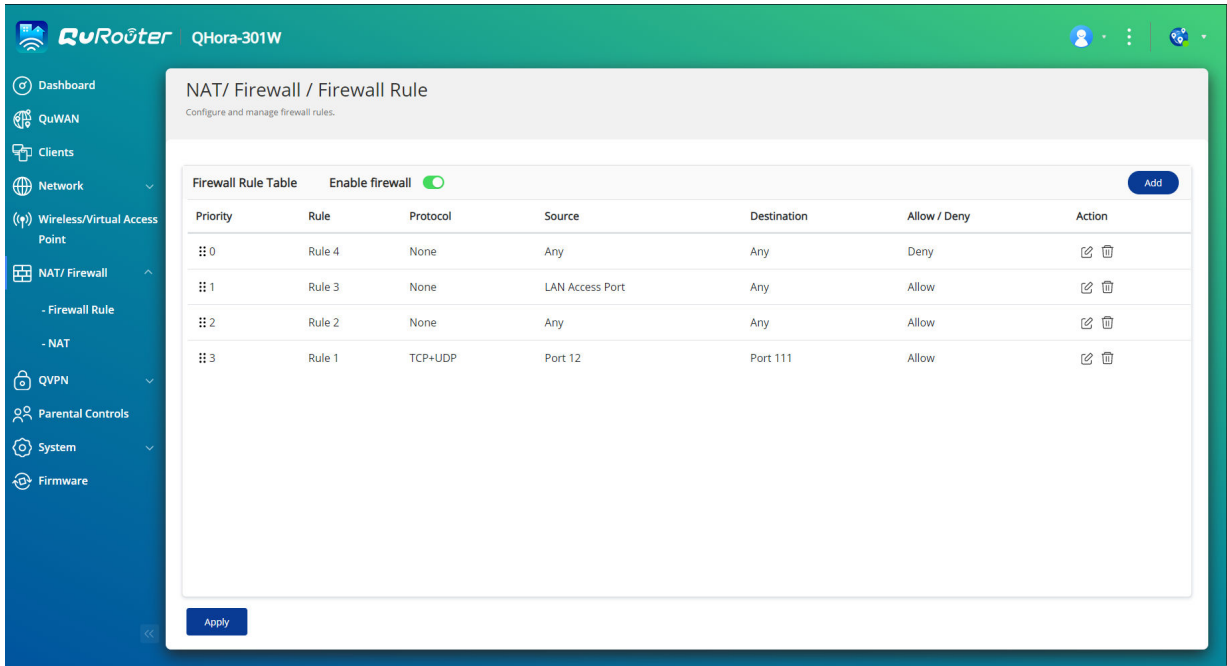 QuRouter QHora-301W
Dashboard
QuWAN
Clients
Network
Wireless/Virtual Access
Point
NAT/ Firewall
- Firewall Rule
- NAT
QVPN
Parental Controls
System
Firmware
NAT/ Firewall / Firewall Rule
Configure and manage firewall rules.
Firewall Rule Table Enable firewall Add
Priority Rule Protocol Source Destination Allow / Deny Action
0 Rule 4 None Any Any Deny
1 Rule 3 None LAN Access Port Any Allow
2 Rule 2 None Any Any Allow
3 Rule 1 TCP+UDP Port 12 Port 111 Allow
Apply